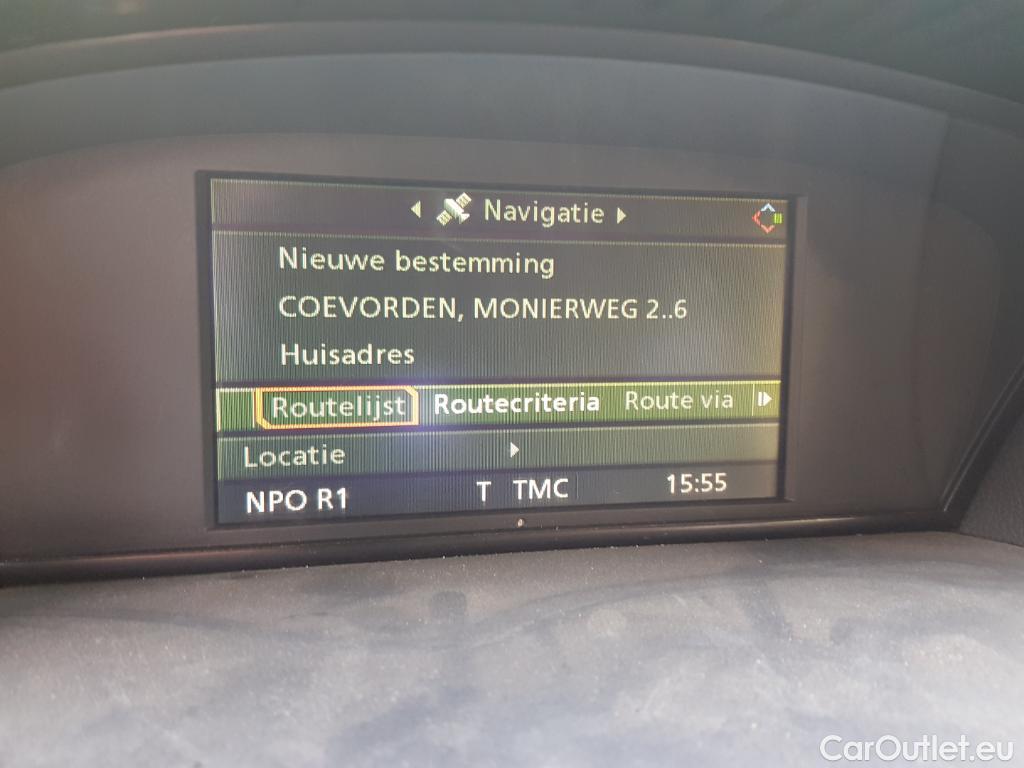 Navigatie
Nieuwe bestemming
COEVORDEN, MONIERWEG 2..6
Huisadres
Routelijst Routecriteria Route via
Locatie
NPO R1 T TMC 15:55
CarOutlet.eu